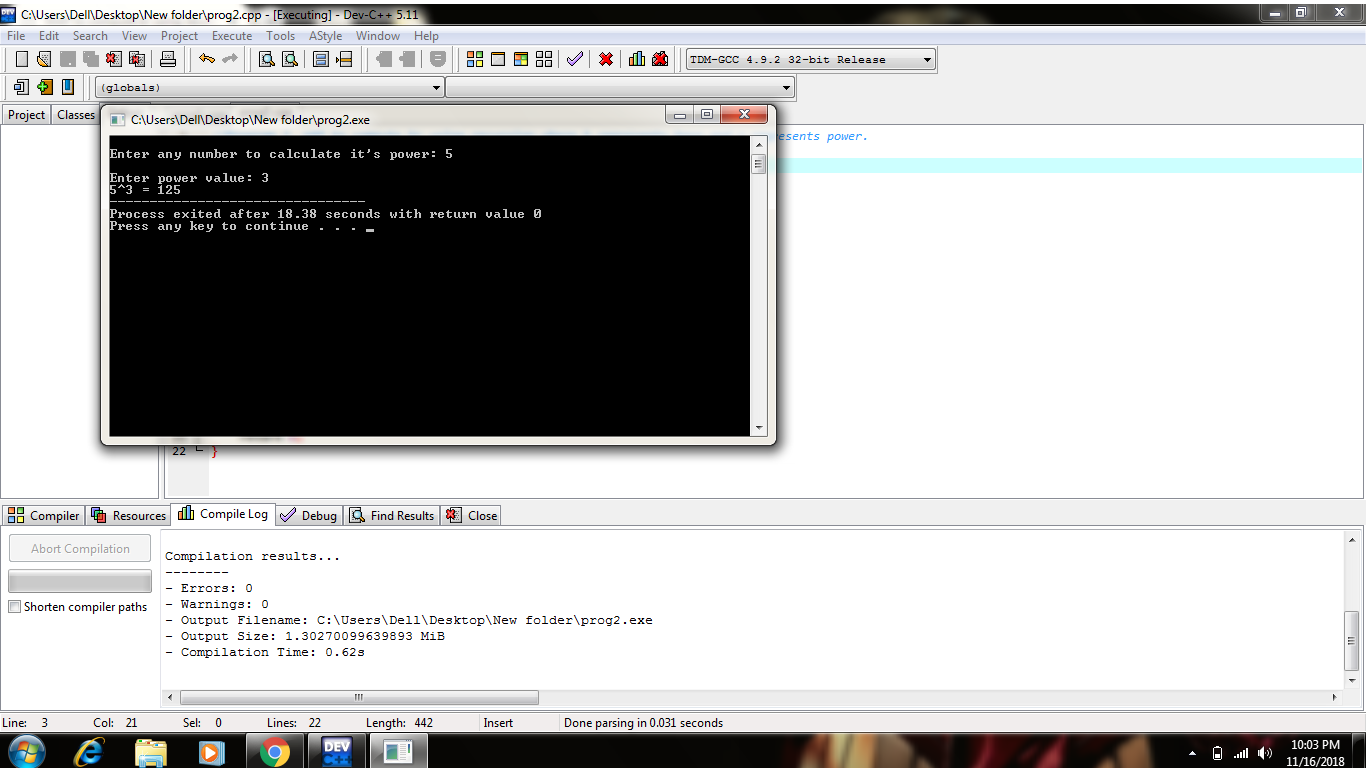 C:\Users\Dell\Desktop\New folder\prog2.cpp - [Executing] - Dev-C++ 5.11
File Edit Search View Project Execute Tools AStyle Window Help
TDM-GCC 4.9.2 32-bit Release
(globals)
Project Classes
C:\Users\Dell\Desktop\New folder\prog2.exe
esents power.
Enter any number to calculate it's power: 5
Enter power value: 3
5^3 = 125
--------------------------------
Process exited after 18.38 seconds with return value 0
Press any key to continue . . . _
22 }
Compiler Resources Compile Log Debug Find Results Close
Abort Compilation
Shorten compiler paths
Compilation results...
--------
- Errors: 0
- Warnings: 0
- Output Filename: C:\Users\Dell\Desktop\New folder\prog2.exe
- Output Size: 1.30270099639893 MiB
- Compilation Time: 0.62s
Line: 3 Col: 21 Sel: 0 Lines: 22 Length: 442 Insert Done parsing in 0.031 seconds
DEV C++
10:03 PM
11/16/2018